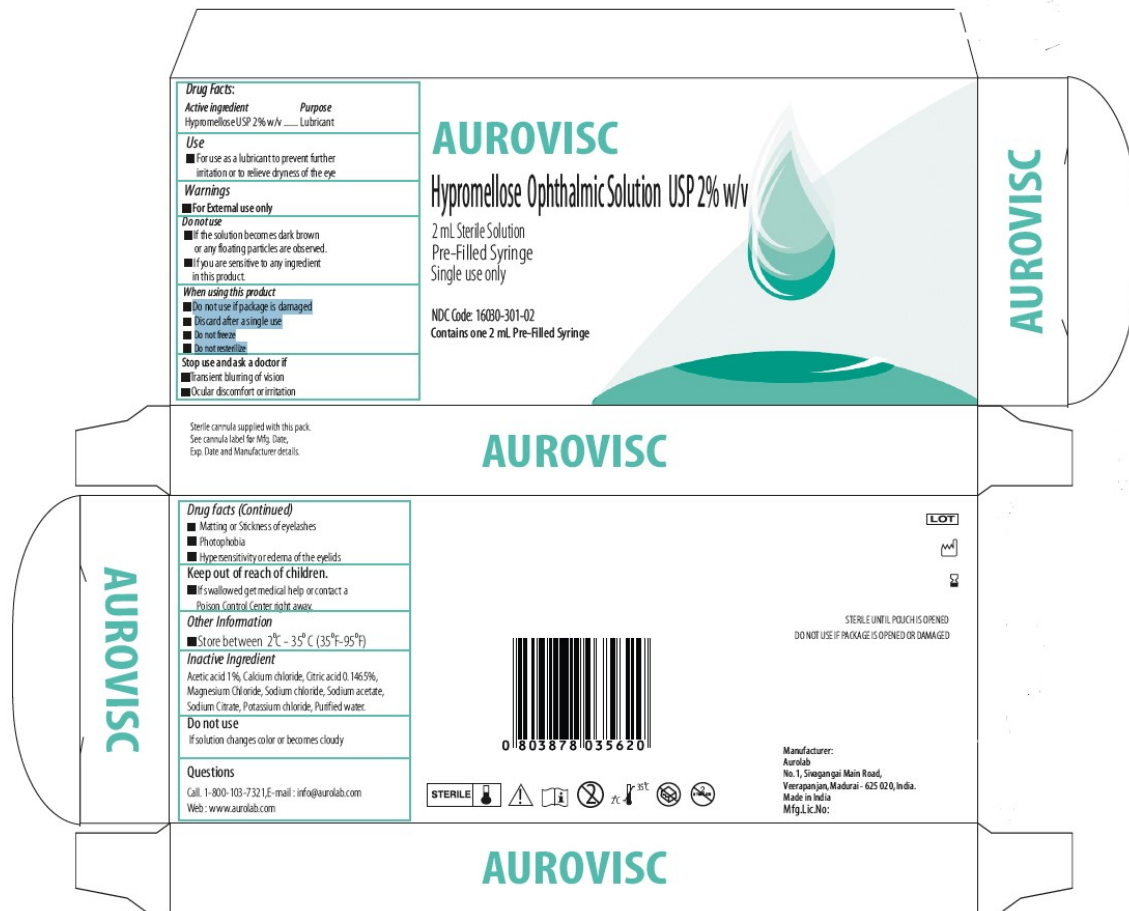 Drug Facts:
Active ingredient Purpose
Hypromellose USP 2% w/v ...... Lubricant
Use
■ For use as a lubricant to prevent further
irritation or to relieve dryness of the eye
Warnings
■ For External use only
Do not use
■ If the solution becomes dark brown
or any floating particles are observed.
■ If you are sensitive to any ingredient
in this product.
When using this product
■ Do not use if package is damaged
■ Discard after a single use
■ Do not freeze
■ Do not resterilize
Stop use and ask a doctor if
■ Transient blurring of vision
■ Ocular discomfort or irritation
AUROVISC
Hypromellose Ophthalmic Solution USP 2% w/v
2 mL Sterile Solution
Pre-Filled Syringe
Single use only
NDC Code: 16030-301-02
Contains one 2 mL Pre-Filled Syringe
AUROVISC
Sterile cannula supplied with this pack.
See cannula label for Mfg. Date,
Exp. Date and Manufacturer details.
AUROVISC
AUROVISC
Drug facts (Continued)
■ Matting or Stickness of eyelashes
■ Photophobia
■ Hypersensitivity or edema of the eyelids
Keep out of reach of children.
■ If swallowed get medical help or contact a
Poison Control Center right away.
Other Information
■ Store between 2°C - 35°C (35°F-95°F)
Inactive Ingredient
Acetic acid 1%, Calcium chloride, Citric acid 0.1465%,
Magnesium Chloride, Sodium chloride, Sodium acetate,
Sodium Citrate, Potassium chloride, Purified water.
Do not use
If solution changes color or becomes cloudy
Questions
Call. 1-800-103-7321,E-mail : info@aurolab.com
Web : www.aurolab.com
0 803878 035620
STERILE
2
35°C
LOT
STERILE UNTIL POUCH IS OPENED
DO NOT USE IF PACKAGE IS OPENED OR DAMAGED
Manufacturer:
Aurolab
No. 1, Sivagangai Main Road,
Veerapanjan, Madurai - 625 020, India.
Made in India
Mfg.Lic.No:
AUROVISC